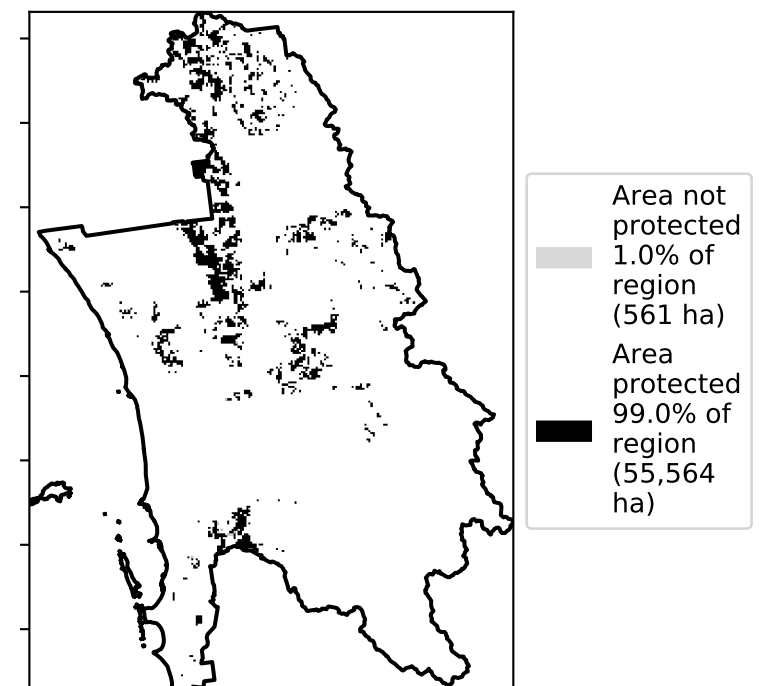 Area not
protected
1.0% of
region
(561 ha)
Area
protected
99.0% of
region
(55,564
ha)